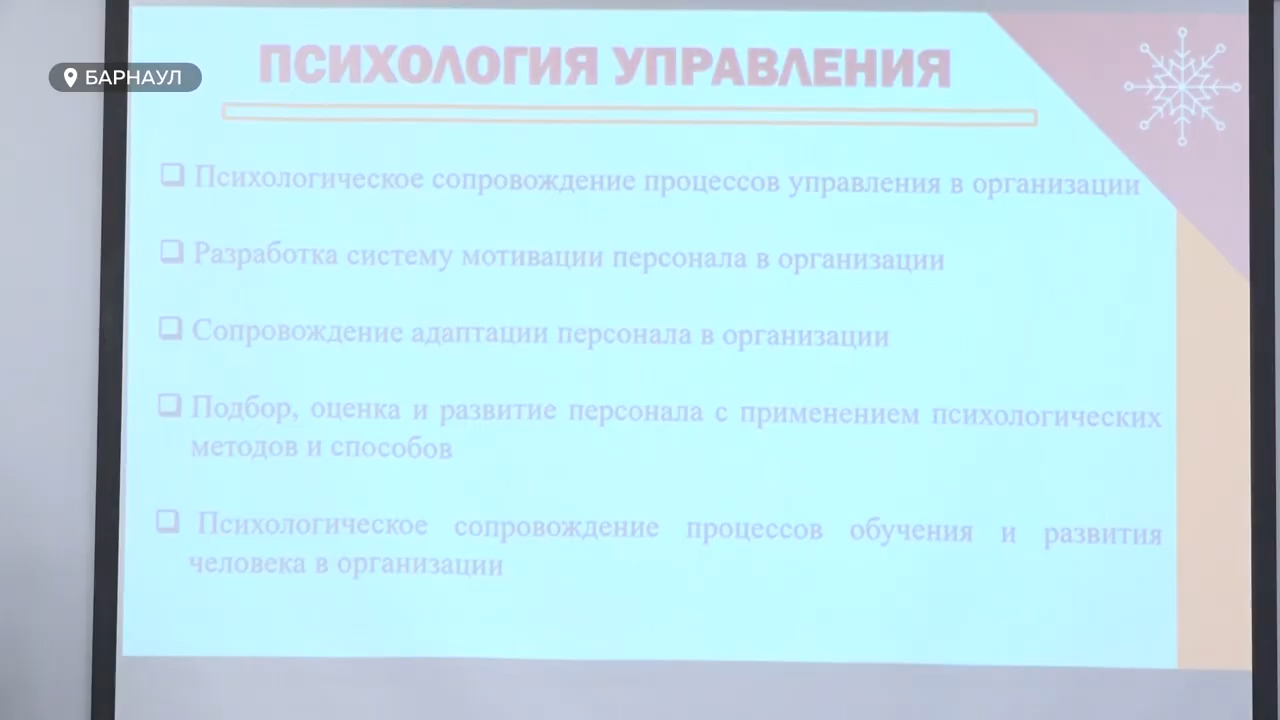 ПСИХОЛОГИЯ УПРАВЛЕНИЯ
БАРНАУЛ
Психологическое сопровождение процессов управления в организации
Разработка систему мотивации персонала в организации
Сопровождение адаптации персонала в организации
Подбор, оценка и развитие персонала с применением психологических
методов и способов
Психологическое сопровождение процессов обучения и развития
человека в организации